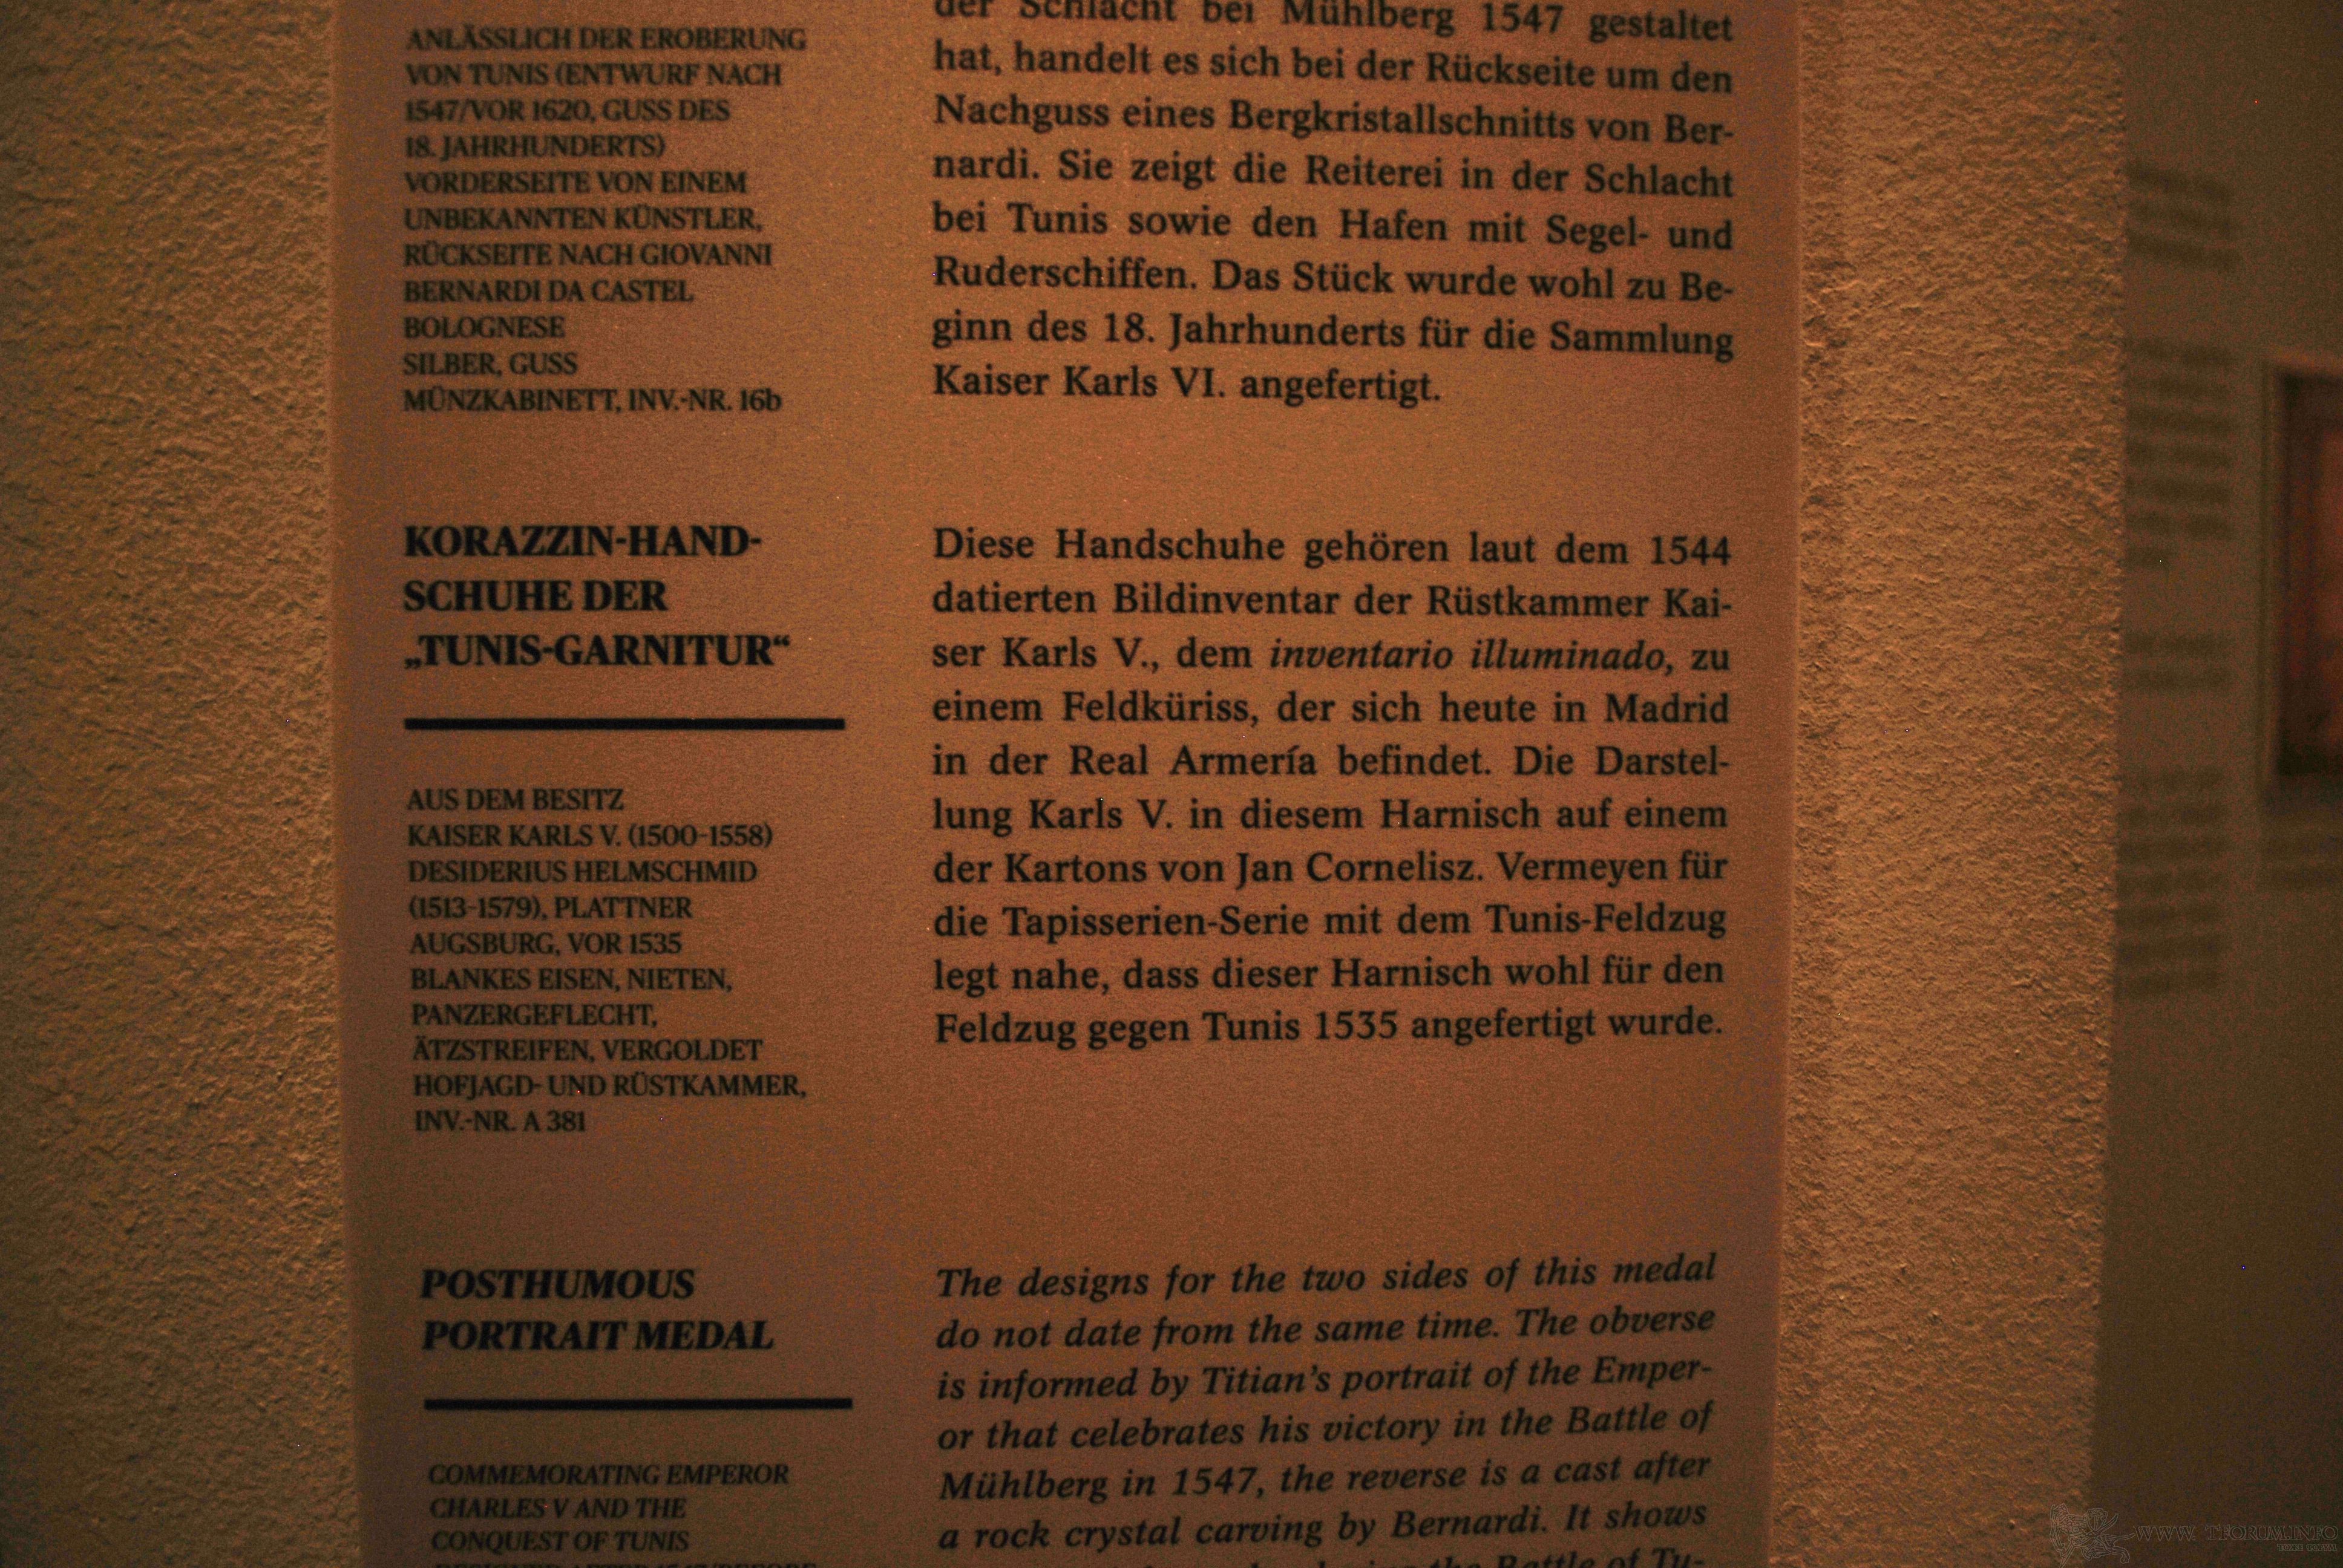 ANLÄSSLICH DER EROBERUNG
VON TUNIS (ENTWURF NACH
1547/VOR 1620, GUSS DES
18. JAHRHUNDERTS)
VORDERSEITE VON EINEM
UNBEKANNTEN KÜNSTLER,
RÜCKSEITE NACH GIOVANNI
BERNARDI DA CASTEL
BOLOGNESE
SILBER, GUSS
MÜNZKABINETT, INV.-NR. 16b
der Schlacht bei Mühlberg 1547 gestaltet
hat, handelt es sich bei der Rückseite um den
Nachguss eines Bergkristallschnitts von Ber-
nardi. Sie zeigt die Reiterei in der Schlacht
bei Tunis sowie den Hafen mit Segel- und
Ruderschiffen. Das Stück wurde wohl zu Be-
ginn des 18. Jahrhunderts für die Sammlung
Kaiser Karls VI. angefertigt.
KORAZZIN-HAND-
SCHUHE DER
„TUNIS-GARNITUR“
AUS DEM BESITZ
KAISER KARLS V. (1500-1558)
DESIDERIUS HELMSCHMID
(1513-1579), PLATTNER
AUGSBURG, VOR 1535
BLANKES EISEN, NIETEN,
PANZERGEFLECHT,
ÄTZSTREIFEN, VERGOLDET
HOFJAGD- UND RÜSTKAMMER,
INV.-NR. A 381
Diese Handschuhe gehören laut dem 1544
datierten Bildinventar der Rüstkammer Kai-
ser Karls V., dem inventario illuminado, zu
einem Feldküriss, der sich heute in Madrid
in der Real Armería befindet. Die Darstel-
lung Karls V. in diesem Harnisch auf einem
der Kartons von Jan Cornelisz. Vermeyen für
die Tapisserien-Serie mit dem Tunis-Feldzug
legt nahe, dass dieser Harnisch wohl für den
Feldzug gegen Tunis 1535 angefertigt wurde.
POSTHUMOUS
PORTRAIT MEDAL
COMMEMORATING EMPEROR
CHARLES V AND THE
CONQUEST OF TUNIS
The designs for the two sides of this medal
do not date from the same time. The obverse
is informed by Titian's portrait of the Emper-
or that celebrates his victory in the Battle of
Mühlberg in 1547, the reverse is a cast after
a rock crystal carving by Bernardi. It shows
the Battle of Tu-
WWW. TFORUM.INFO